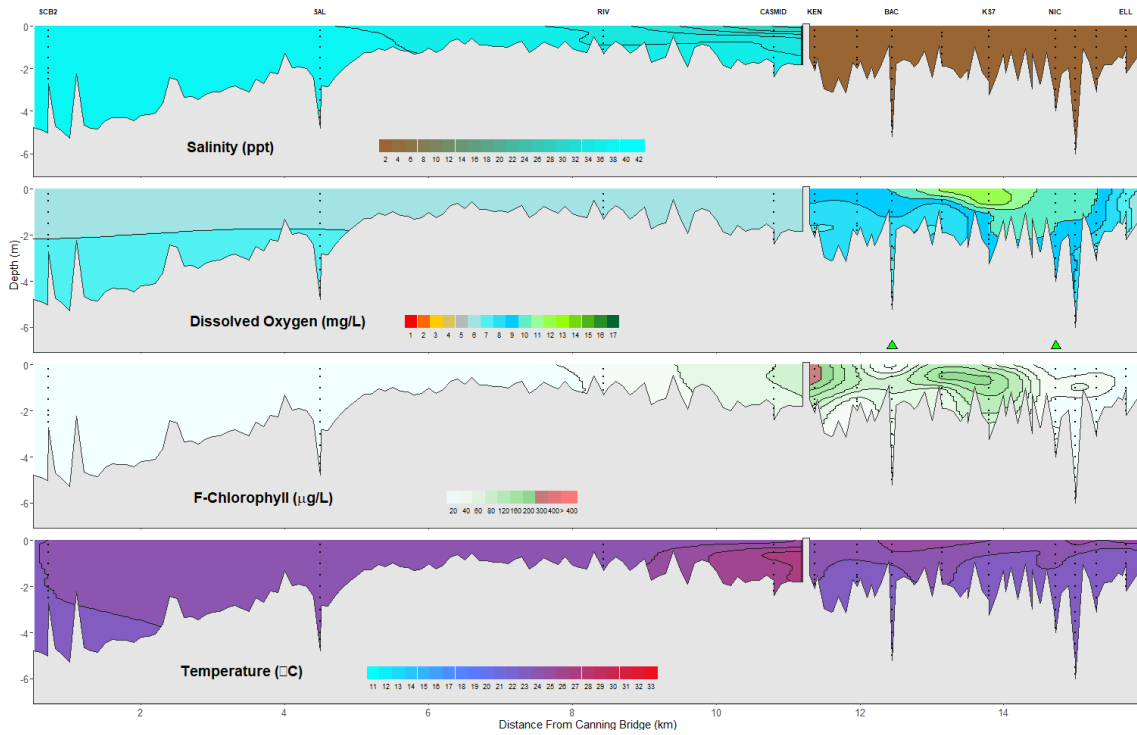 SCB2 SAL RIV CASMID KEN BAC KS7 NIC ELL
0
-2
-4
-6
Salinity (ppt)
2 4 6 8 10 12 14 16 18 20 22 24 26 28 30 32 34 36 38 40 42
0
-2
-4
-6
Dissolved Oxygen (mg/L)
1 2 3 4 5 6 7 8 9 10 11 12 13 14 15 16 17
Depth (m)
0
-2
-4
-6
F-Chlorophyll (μg/L)
20 40 60 80 120 160 200 300 400 > 400
0
-2
-4
-6
Temperature (□C)
11 12 13 14 15 16 17 18 19 20 21 22 23 24 25 26 27 28 29 30 31 32 33
2 4 6 8 10 12 14
Distance From Canning Bridge (km)